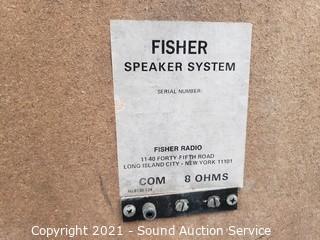 FISHER
SPEAKER SYSTEM
SERIAL NUMBER:
FISHER RADIO
11-40 FORTY-FIFTH ROAD
LONG ISLAND CITY - NEW YORK 11101
COM 8 OHMS
Copyright 2021 - Sound Auction Service